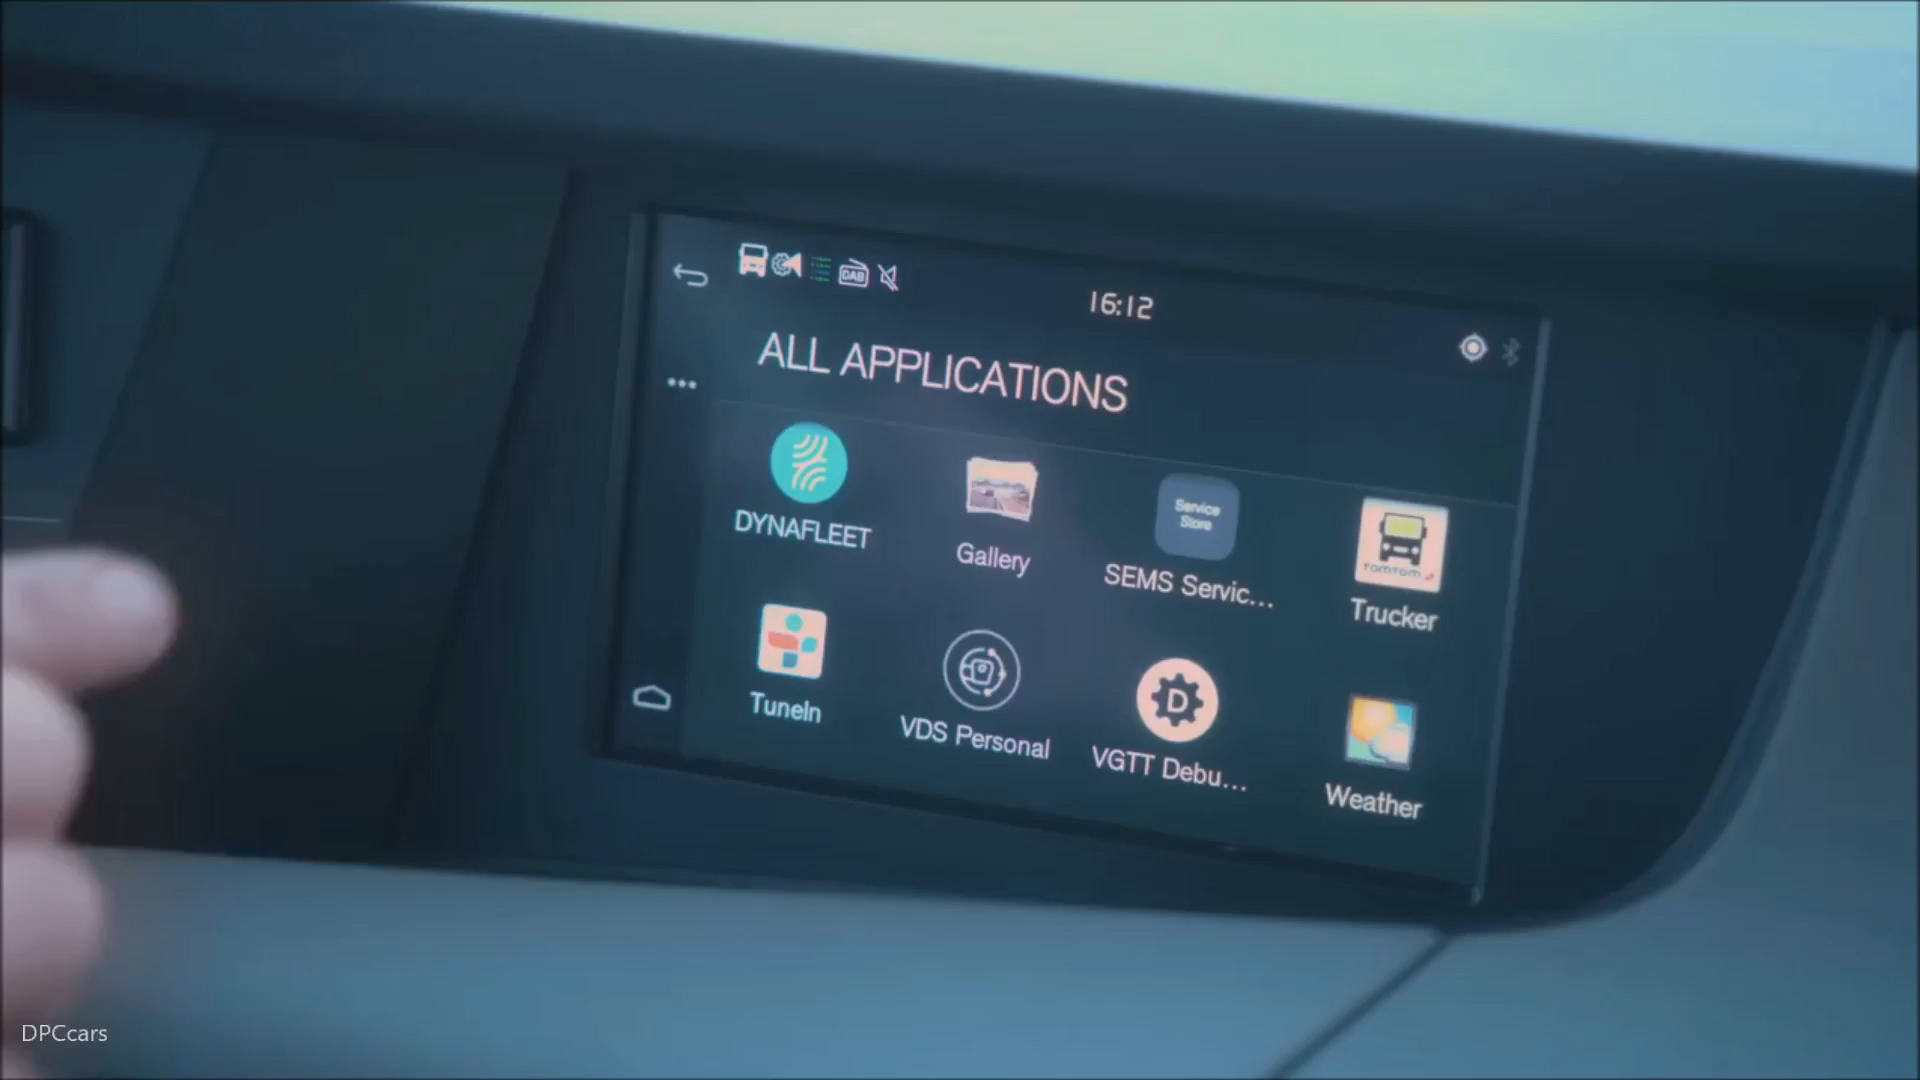 DAB
16:12
ALL APPLICATIONS
DYNAFLEET
Gallery
Service
Store
SEMS Servic...
TOMTOM
Trucker
TuneIn
VDS Personal
D
VGTT Debu...
Weather
DPCcars